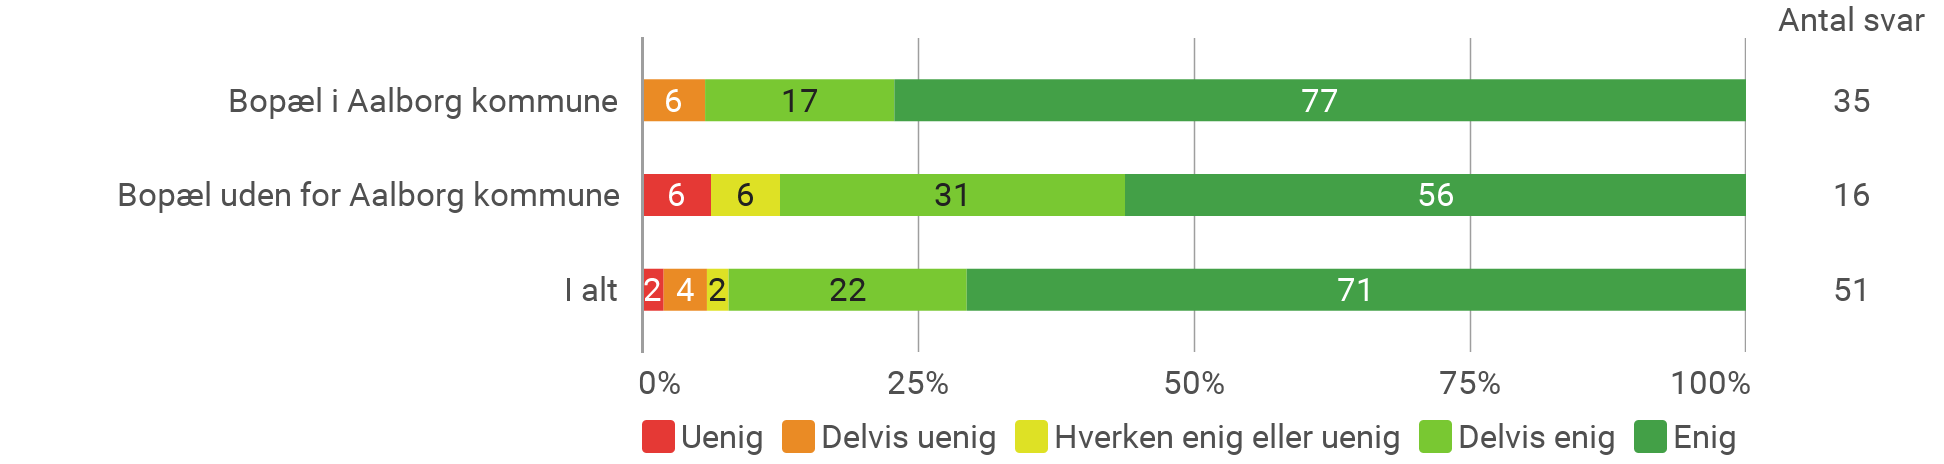 Antal svar
Bopæl i Aalborg kommune 6 17 77 35
Bopæl uden for Aalborg kommune 6 6 31 56 16
I alt 2 4 2 22 71 51
0% 25% 50% 75% 100%
Uenig Delvis uenig Hverken enig eller uenig Delvis enig Enig